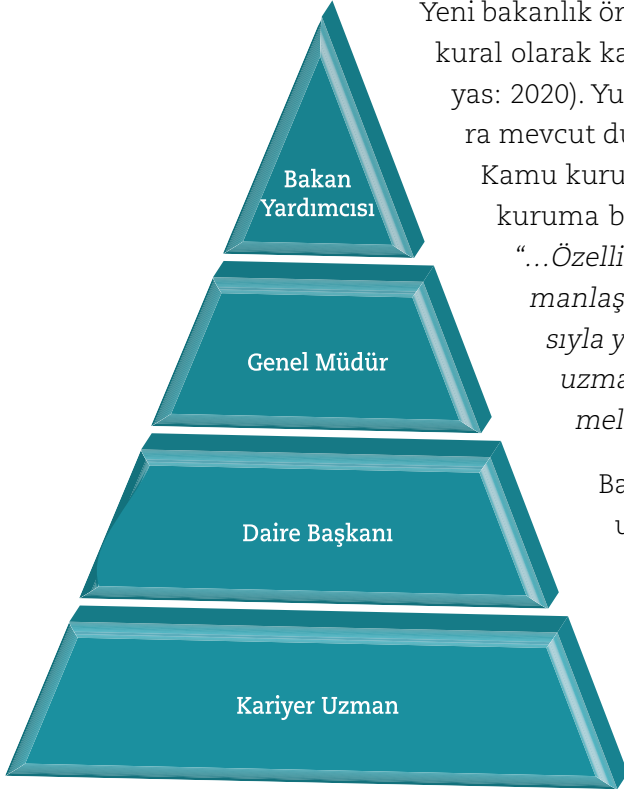 Yeni bakanlık ör
kural olarak ka
yas: 2020). Yu
ra mevcut du
Kamu kuru
kuruma b
“…Özelli
manlaş
sıyla y
uzma
mel
Ba
u
Bakan
Yardımcısı
Genel Müdür
Daire Başkanı
Kariyer Uzman